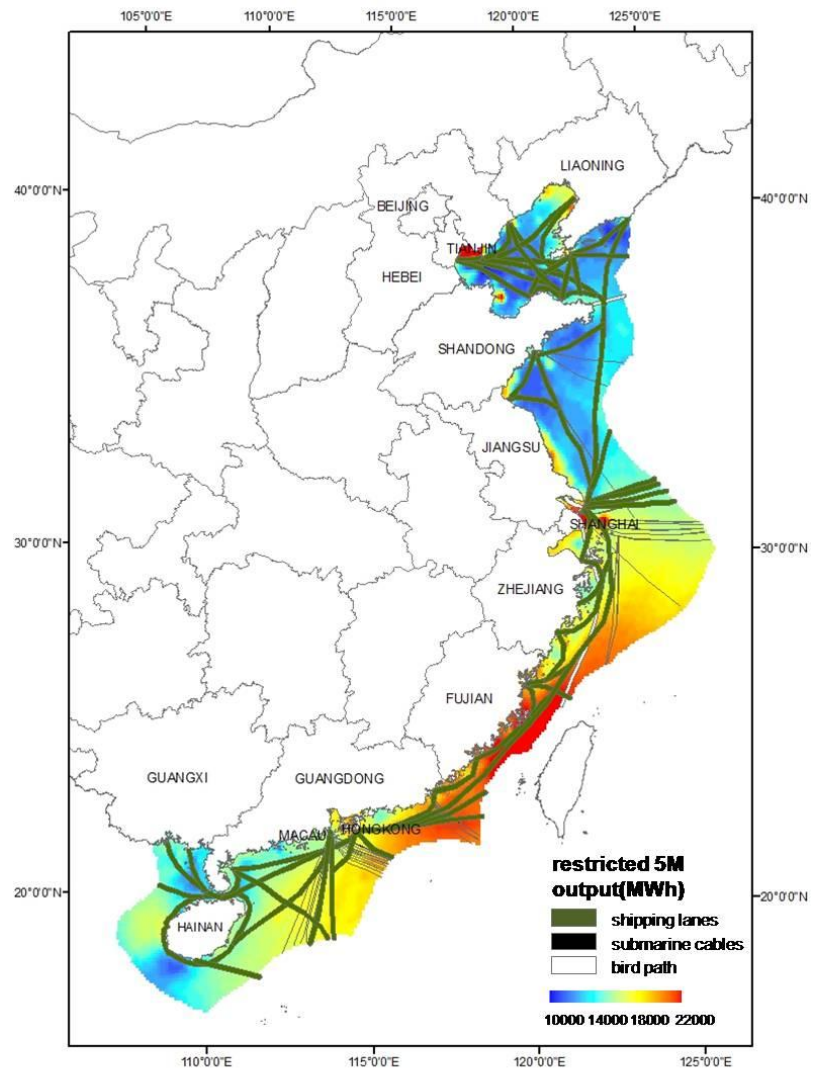 105°0'0"E 110°0'0"E 115°0'0"E 120°0'0"E 125°0'0"E
LIAONING
40°0'0"N 40°0'0"N
BEIJING
TIANJIN
HEBEI
SHANDONG
JIANGSU
SHANGHAI
30°0'0"N 30°0'0"N
ZHEJIANG
FUJIAN
GUANGXI GUANGDONG
MACAU HONGKONG
restricted 5M
output(MWh)
shipping lanes
submarine cables
bird path
10000 14000 18000 22000
20°0'0"N 20°0'0"N
HAINAN
110°0'0"E 115°0'0"E 120°0'0"E 125°0'0"E